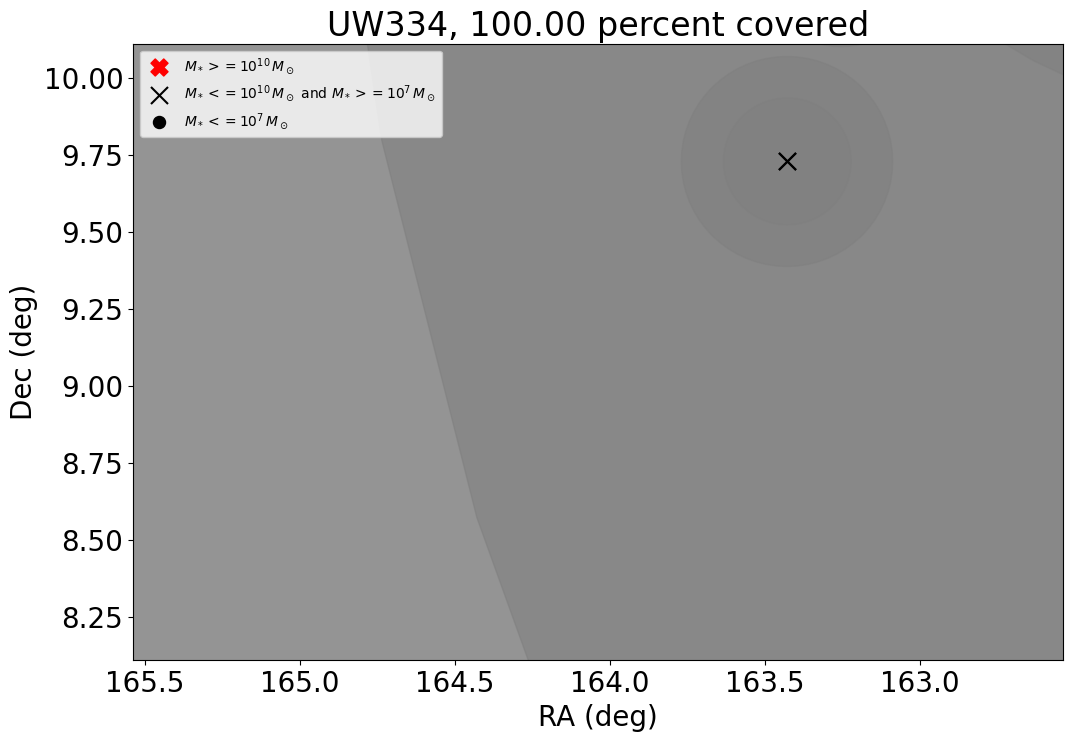 UW334, 100.00 percent covered
M* >= 10^10 M⊙
M* <= 10^10 M⊙ and M* >= 10^7 M⊙
M* <= 10^7 M⊙
10.00
9.75
9.50
9.25
9.00
8.75
8.50
8.25
Dec (deg)
165.5 165.0 164.5 164.0 163.5 163.0
RA (deg)